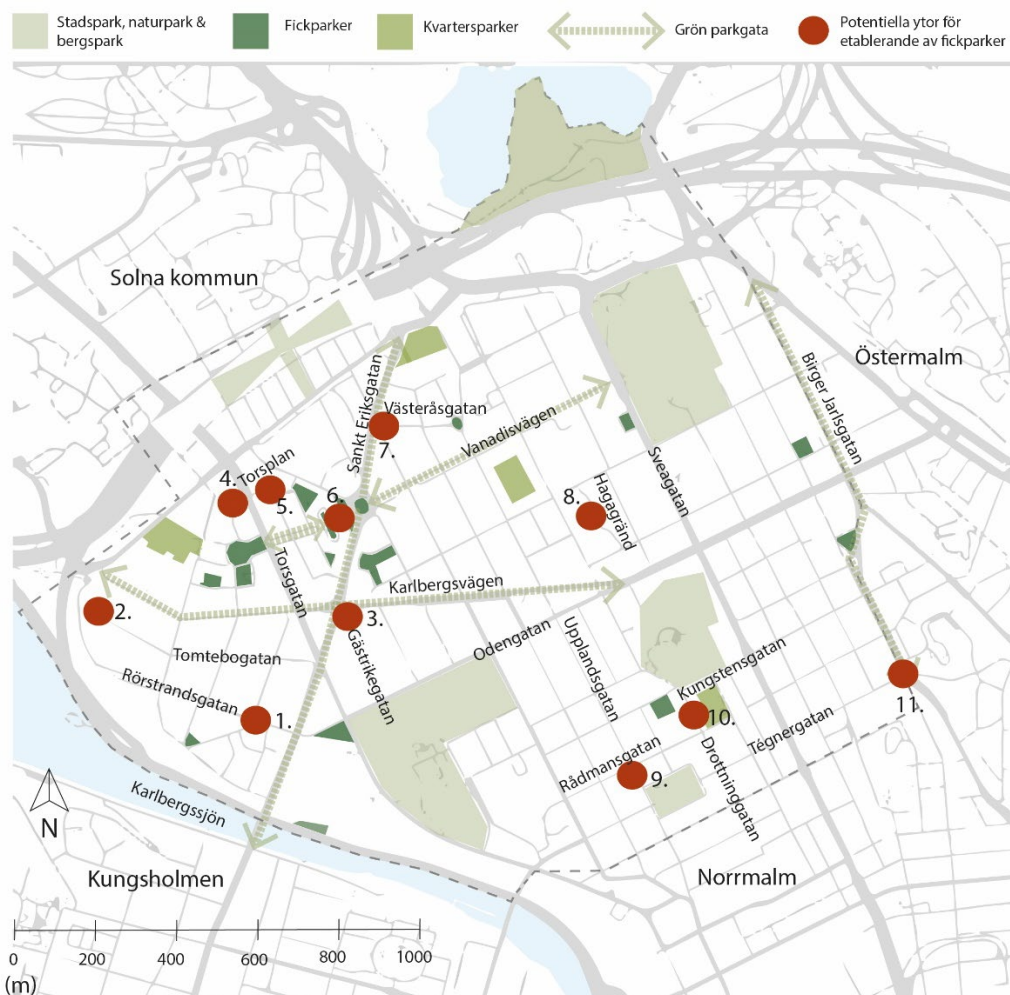 Stadspark, naturpark &
bergspark
Fickparker
Kvartersparker
Grön parkgata
Potentiella ytor för
etablerande av fickparker
Solna kommun
Östermalm
Birger Jarlsgatan
Sankt Eriksgatan
Västeråsgatan
7.
Vanadisvägen
Sveagatan
4.
Torsplan
5.
6.
8.
Hagagränd
Torsgatan
Karlbergsvägen
2.
3.
Gästrikegatan
Odengatan
Upplandsgatan
Tomtebogatan
Rörstrandsgatan
1.
Kungstensgatan
10.
11.
Tégnergatan
Rådmansgatan
9.
Drottninggatan
Karlbergssjön
N
Kungsholmen
Norrmalm
0 200 400 600 800 1000
(m)